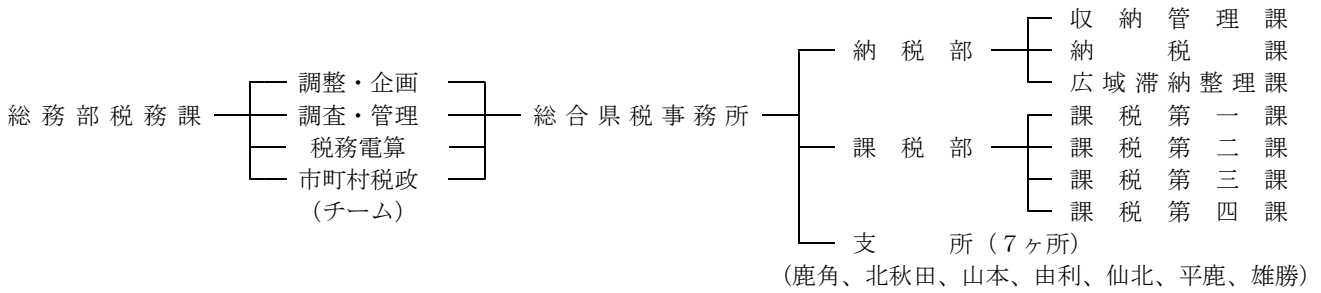 収納管理課
納税部 納税課
調整・企画 広域滞納整理課
総務部税務課 調査・管理 総合県税事務所 課税第一課
税務電算 課税部 課税第二課
市町村税政 課税第三課
(チーム) 課税第四課
支所(7ヶ所)
(鹿角、北秋田、山本、由利、仙北、平鹿、雄勝)